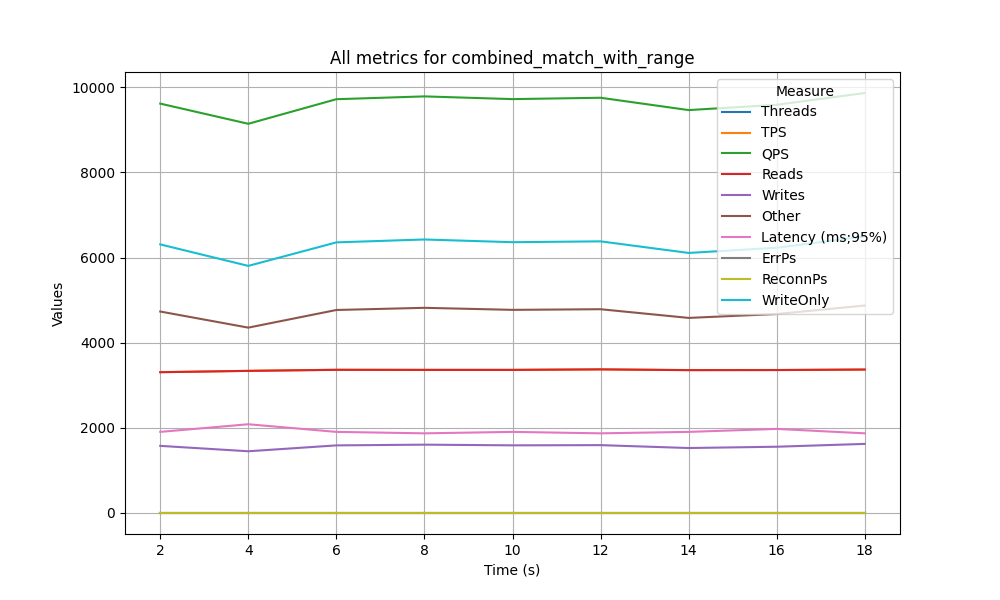 All metrics for combined_match_with_range
10000
8000
6000
4000
2000
0
Values
Measure
Threads
TPS
QPS
Reads
Writes
Other
Latency (ms;95%)
ErrPs
ReconnPs
WriteOnly
2 4 6 8 10 12 14 16 18
Time (s)